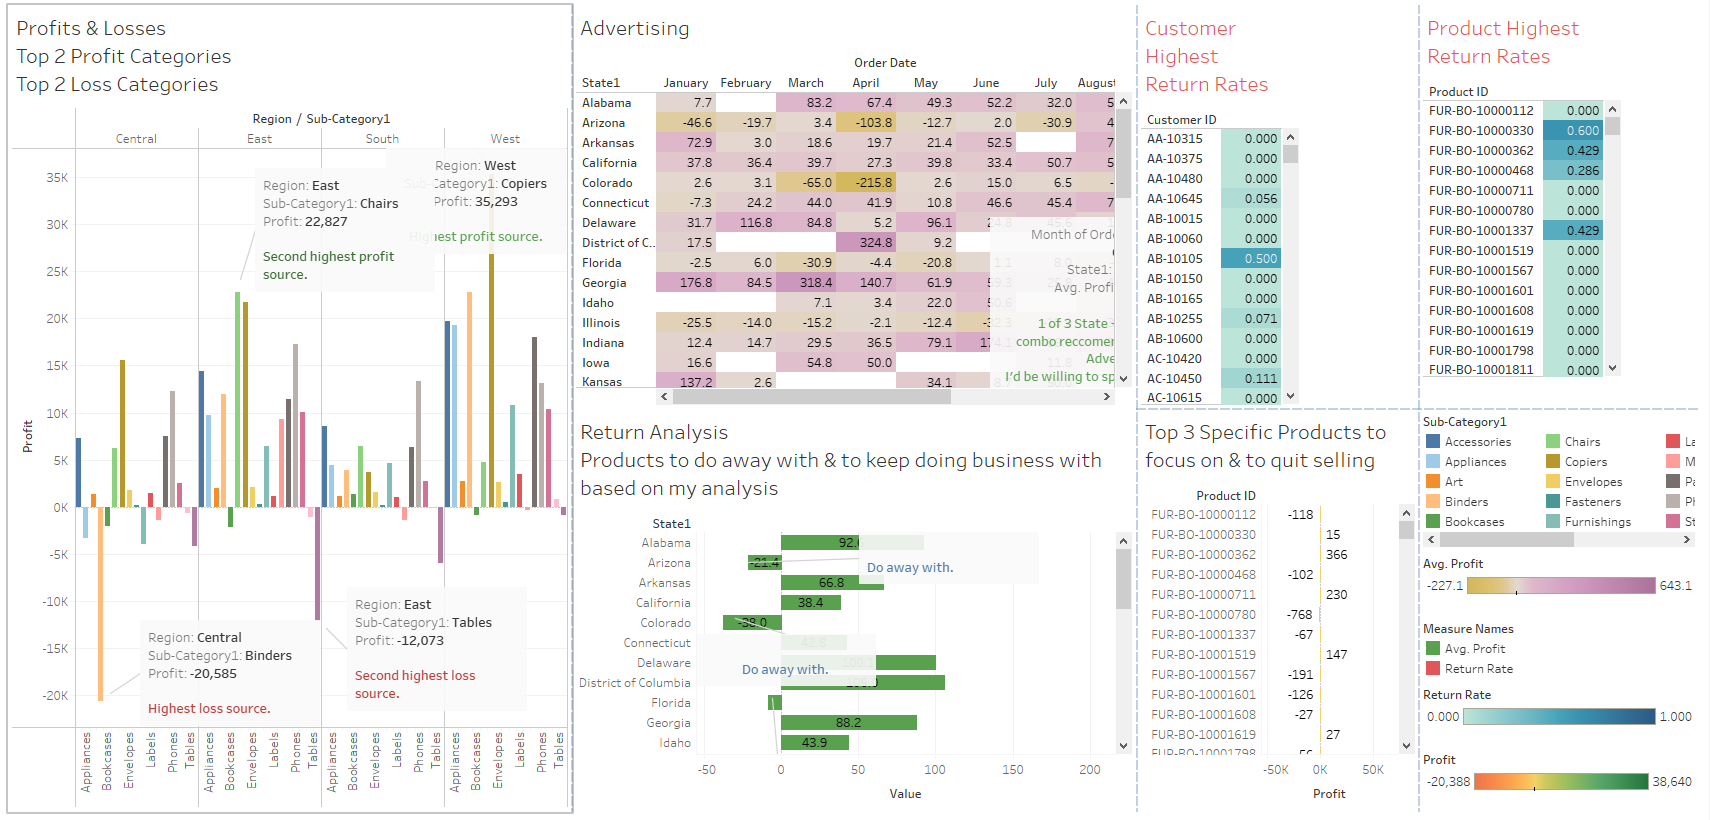 Profits & Losses
Top 2 Profit Categories
Top 2 Loss Categories
Region / Sub-Category1
Central East South West
35K
30K
25K
20K
15K
10K
5K
0K
-5K
-10K
-15K
-20K
Profit
Region: East
Sub-Category1: Chairs
Profit: 22,827
Second highest profit
source.
Region: West
Sub-Category1: Copiers
Profit: 35,293
Highest profit source.
Region: Central
Sub-Category1: Binders
Profit: -20,585
Highest loss source.
Region: East
Sub-Category1: Tables
Profit: -12,073
Second highest loss
source.
Appliances Bookcases Envelopes Labels Phones Tables Appliances Bookcases Envelopes Labels Phones Tables Appliances Bookcases Envelopes Labels Phones Tables Appliances Bookcases Envelopes Labels Phones Tables
Advertising
Order Date
State1 January February March April May June July August
Alabama 7.7 83.2 67.4 49.3 52.2 32.0 5
Arizona -46.6 -19.7 3.4 -103.8 -12.7 2.0 -30.9 4
Arkansas 72.9 3.0 18.6 19.7 21.4 52.5 7
California 37.8 36.4 39.7 27.3 39.8 33.4 50.7 5
Colorado 2.6 3.1 -65.0 -215.8 2.6 15.0 6.5 -
Connecticut -7.3 24.2 44.0 41.9 10.8 46.6 45.4 7
Delaware 31.7 116.8 84.8 5.2 96.1
District of C.. 17.5 324.8 9.2
Florida -2.5 6.0 -30.9 -4.4 -20.8
Georgia 176.8 84.5 318.4 140.7 61.9
Idaho 7.1 3.4 22.0
Illinois -25.5 -14.0 -15.2 -2.1 -12.4
Indiana 12.4 14.7 29.5 36.5 79.1
Iowa 16.6 54.8 50.0
Kansas 137.2 2.6 34.1
Month of Orde
State1:
Avg. Profi
1 of 3 State -
combo reccomer
Adve
I'd be willing to sp
Return Analysis
Products to do away with & to keep doing business with
based on my analysis
State1
Alabama
Arizona -21.4
Arkansas 66.8
California 38.4
Colorado -38.0
Connecticut 42.8
Delaware
District of Columbia
Florida
Georgia 88.2
Idaho 43.9
Do away with.
Do away with.
-50 0 50 100 150 200
Value
Customer
Highest
Return Rates
Customer ID
AA-10315 0.000
AA-10375 0.000
AA-10480 0.000
AA-10645 0.056
AB-10015 0.000
AB-10060 0.000
AB-10105 0.500
AB-10150 0.000
AB-10165 0.000
AB-10255 0.071
AB-10600 0.000
AC-10420 0.000
AC-10450 0.111
AC-10615 0.000
Product Highest
Return Rates
Product ID
FUR-BO-10000112 0.000
FUR-BO-10000330 0.600
FUR-BO-10000362 0.429
FUR-BO-10000468 0.286
FUR-BO-10000711 0.000
FUR-BO-10000780 0.000
FUR-BO-10001337 0.429
FUR-BO-10001519 0.000
FUR-BO-10001567 0.000
FUR-BO-10001601 0.000
FUR-BO-10001608 0.000
FUR-BO-10001619 0.000
FUR-BO-10001798 0.000
FUR-BO-10001811 0.000
Top 3 Specific Products to
focus on & to quit selling
Product ID
FUR-BO-10000112 -118
FUR-BO-10000330 15
FUR-BO-10000362 366
FUR-BO-10000468 -102
FUR-BO-10000711 230
FUR-BO-10000780 -768
FUR-BO-10001337 -67
FUR-BO-10001519 147
FUR-BO-10001567 -191
FUR-BO-10001601 -126
FUR-BO-10001608 -27
FUR-BO-10001619 27
FUR-BO-10001798 -56
-50K 0K 50K
Profit
Sub-Category1
Accessories Chairs La
Appliances Copiers M
Art Envelopes Pa
Binders Fasteners Ph
Bookcases Furnishings St
Avg. Profit
-227.1 643.1
Measure Names
Avg. Profit
Return Rate
Return Rate
0.000 1.000
Profit
-20,388 38,640